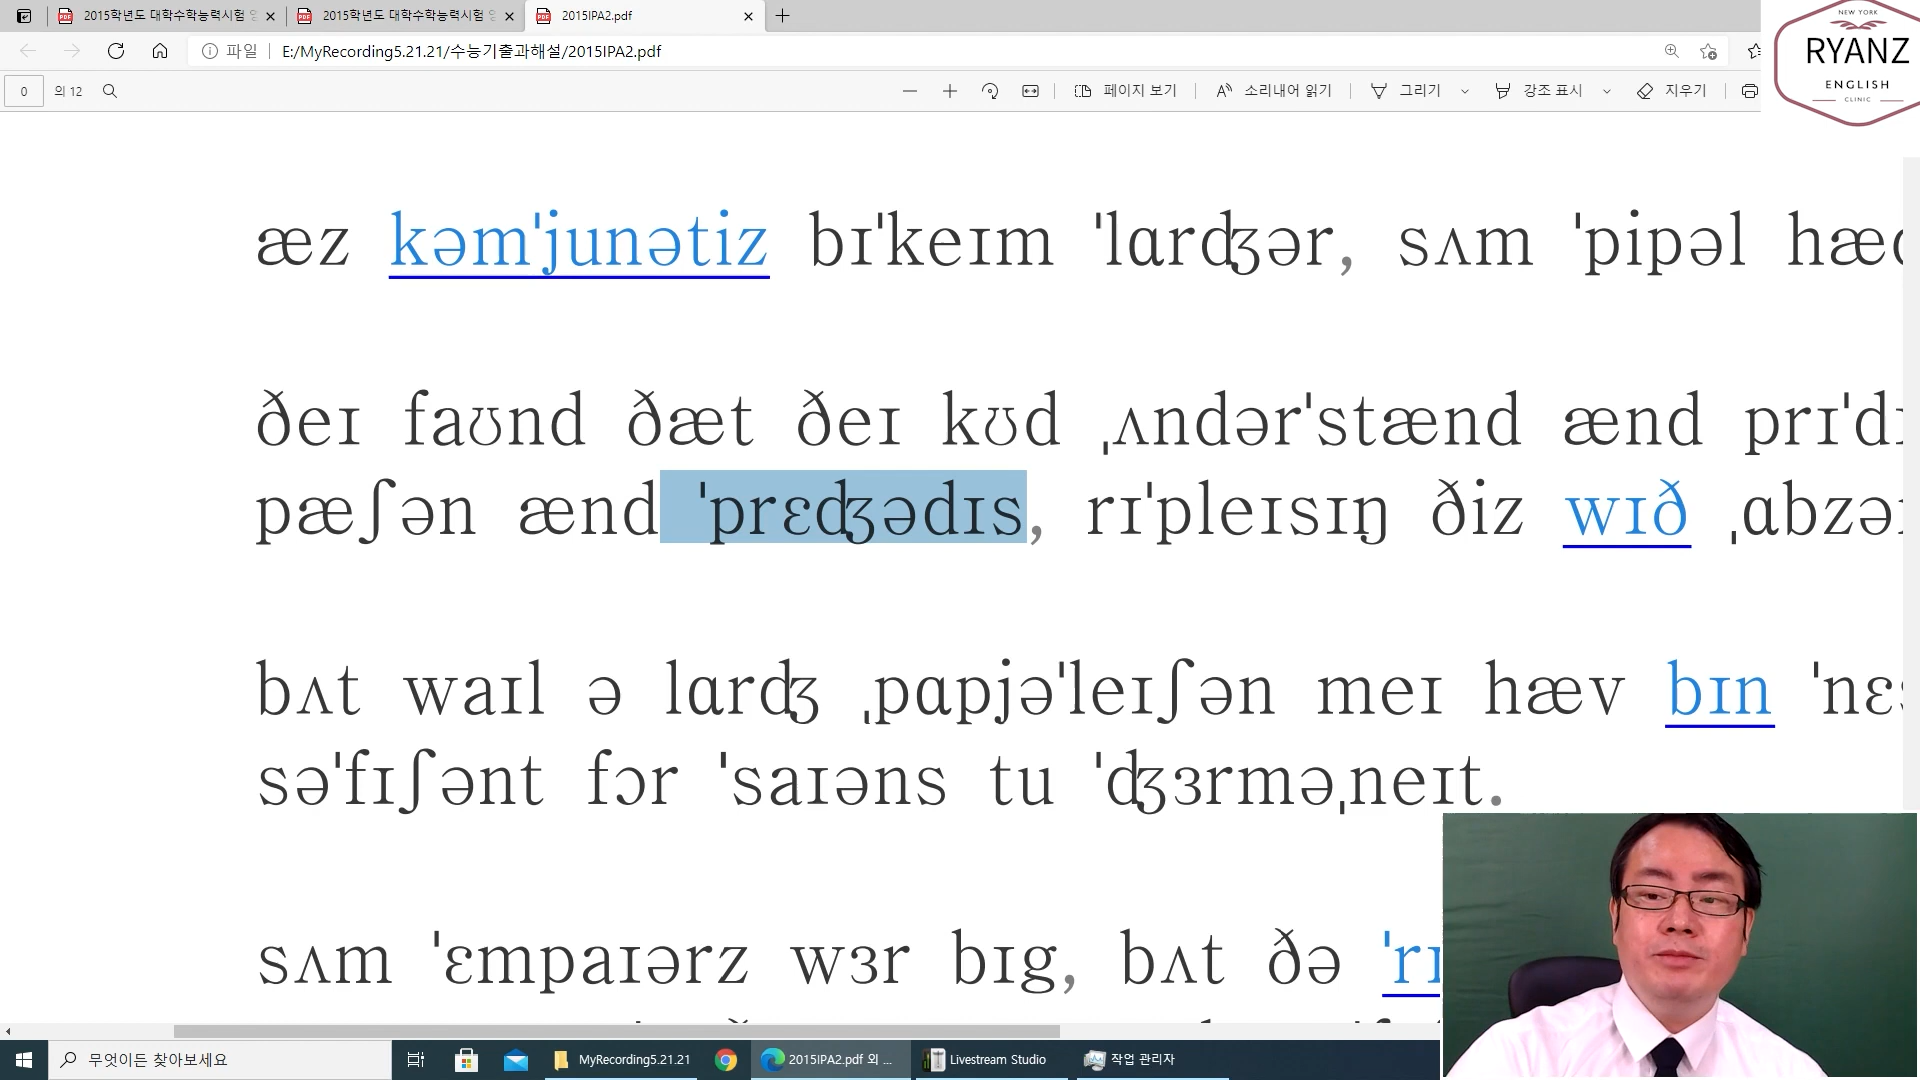 2015학년도 대학수학능력시험 2015학년도 대학수학능력시험 2015IPA2.pdf
파일 E:/MyRecording5.21.21/수능기출과해설/2015IPA2.pdf
0 의 12 페이지 보기 소리내어 읽기 그리기 강조 표시 지우기
NEW YORK
RYANZ
ENGLISH
CLINIC
æz kəmˈjunətiz bɪˈkeɪm ˈlɑrʤər, sʌm ˈpipəl
ðeɪ faʊnd ðæt ðeɪ kʊd ˌʌndərˈstænd ænd
pæʃən ænd ˈprɛʤədɪs, rɪˈpleɪsɪŋ ðiz wɪð
bʌt waɪl ə lɑrʤ ˌpɑpjəˈleɪʃən meɪ hæv bɪn
səˈfɪʃənt fɔr ˈsaɪəns tu ˈʤɜrməˌneɪt.
sʌm ˈɛmpaɪərz wɜr bɪg, bʌt ðə
무엇이든 찾아보세요 MyRecording5.21.21 2015IPA2.pdf 외 ... Livestream Studio 작업 관리자